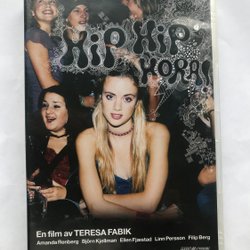 HiP HiP
HORA!
En film av TERESA FABIK
Amanda Renberg Björn Kjellman Ellen Fjæstad Linn Persson Filip Berg